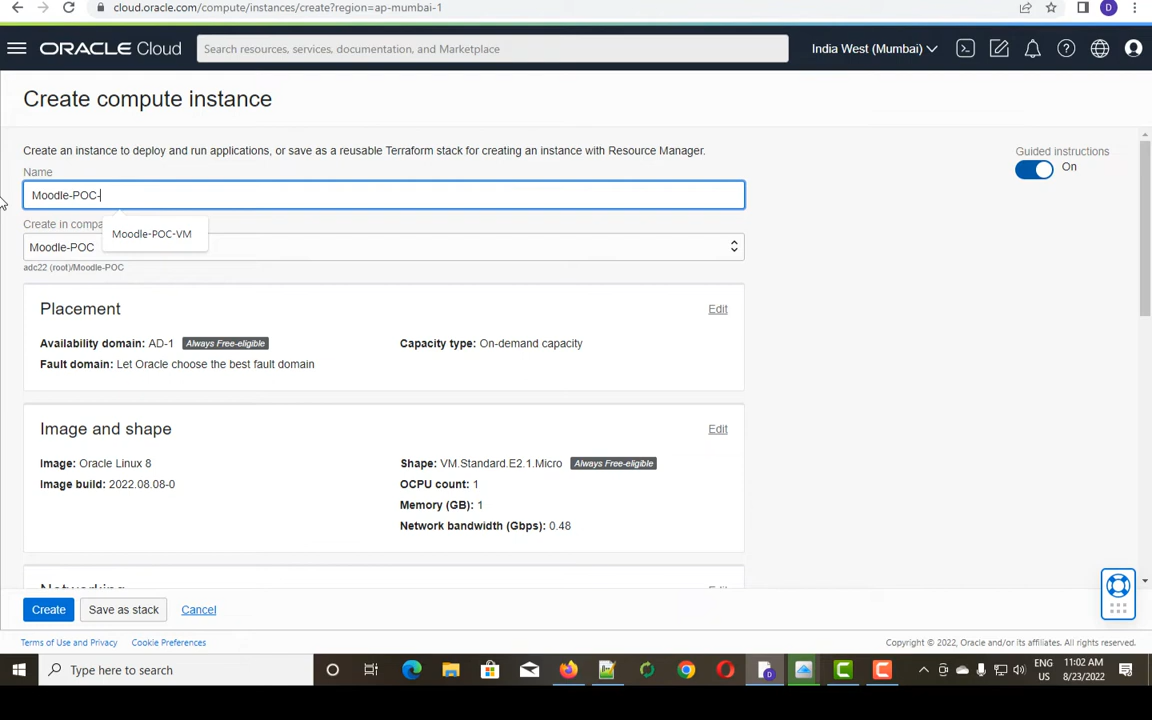 cloud.oracle.com/compute/instances/create?region=ap-mumbai-1
D
ORACLE Cloud
Search resources, services, documentation, and Marketplace
India West (Mumbai)
Create compute instance
Create an instance to deploy and run applications, or save as a reusable Terraform stack for creating an instance with Resource Manager.
Guided instructions
On
Name
Moodle-POC-
Create in compa
Moodle-POC-VM
Moodle-POC
adc22 (root)/Moodle-POC
Placement
Edit
Availability domain: AD-1 Always Free-eligible
Capacity type: On-demand capacity
Fault domain: Let Oracle choose the best fault domain
Image and shape
Edit
Image: Oracle Linux 8
Shape: VM.Standard.E2.1.Micro Always Free-eligible
Image build: 2022.08.08-0
OCPU count: 1
Memory (GB): 1
Network bandwidth (Gbps): 0.48
Networking
Edit
Create
Save as stack
Cancel
Terms of Use and Privacy
Cookie Preferences
Copyright © 2022, Oracle and/or its affiliates. All rights reserved.
Type here to search
ENG
US
11:02 AM
8/23/2022